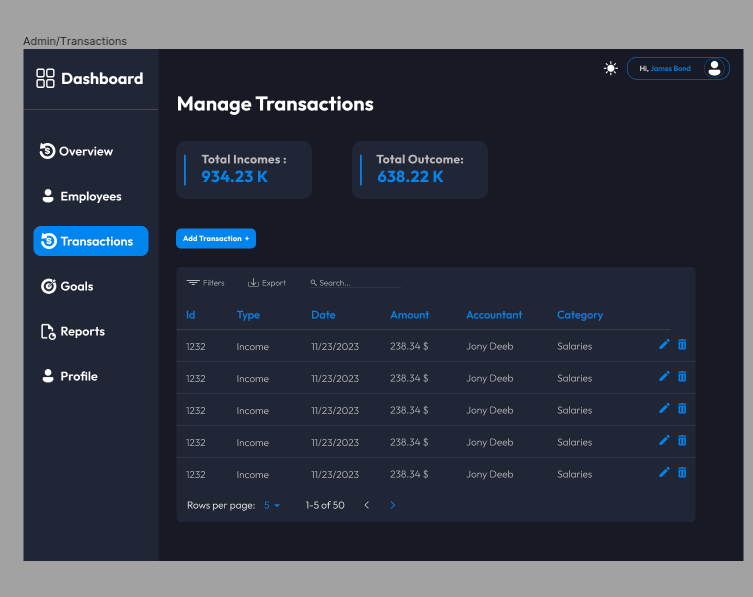 Admin/Transactions
Dashboard
Hi, James Bond
Manage Transactions
Overview
Employees
Transactions
Goals
Reports
Profile
Total Incomes :
934.23 K
Total Outcome:
638.22 K
Add Transaction +
Filters Export Search...
Id Type Date Amount Accountant Category
1232 Income 11/23/2023 238.34 $ Jony Deeb Salaries
1232 Income 11/23/2023 238.34 $ Jony Deeb Salaries
1232 Income 11/23/2023 238.34 $ Jony Deeb Salaries
1232 Income 11/23/2023 238.34 $ Jony Deeb Salaries
1232 Income 11/23/2023 238.34 $ Jony Deeb Salaries
Rows per page: 5 1-5 of 50